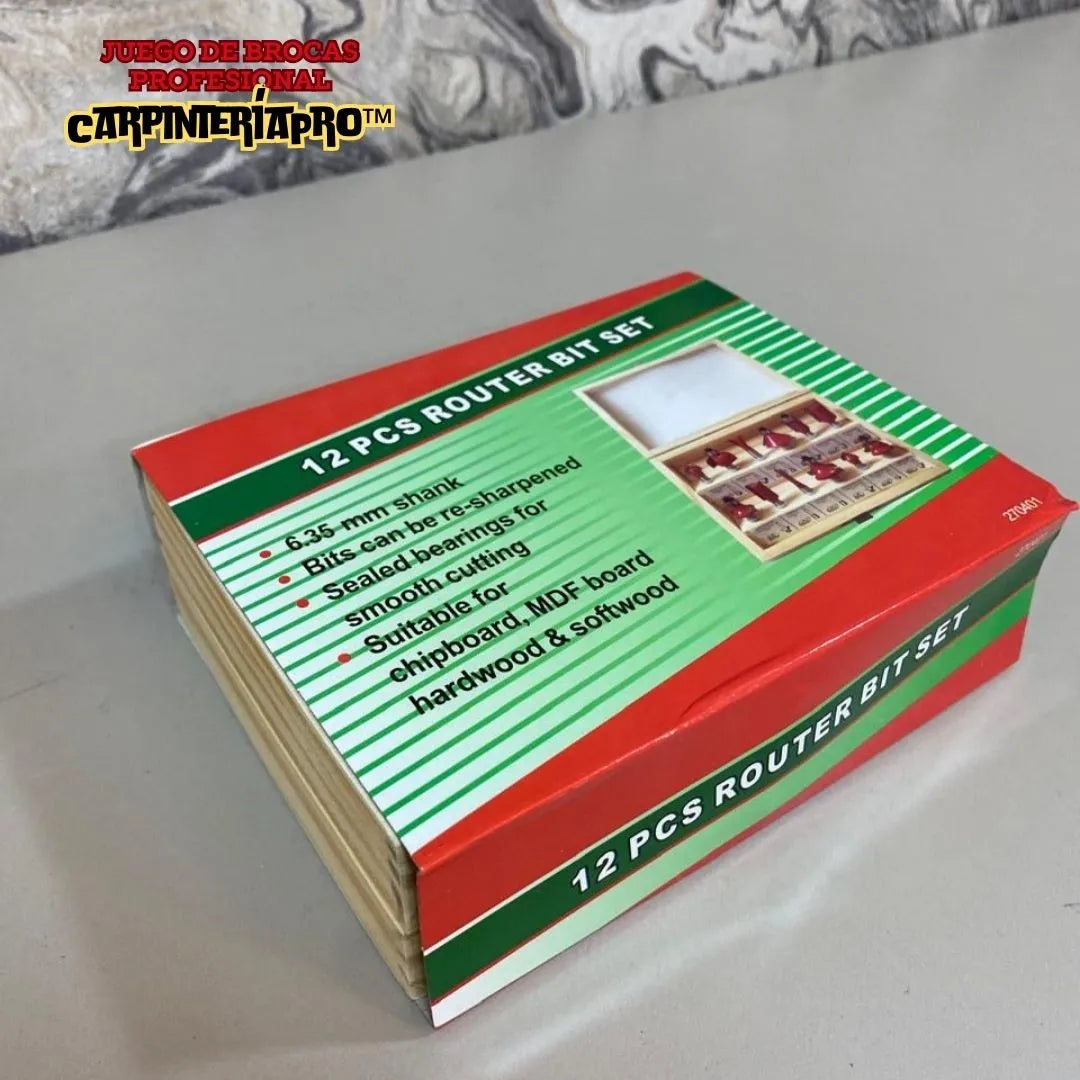 JUEGO DE BROCAS
PROFESIONAL
CARPINTERÍAPRO™
12 PCS ROUTER BIT SET
• 6.35 mm shank
• Bits can be re-sharpened
• Sealed bearings for
smooth cutting
• Suitable for
chipboard, MDF board
hardwood & softwood
270401
12 PCS ROUTER BIT SET